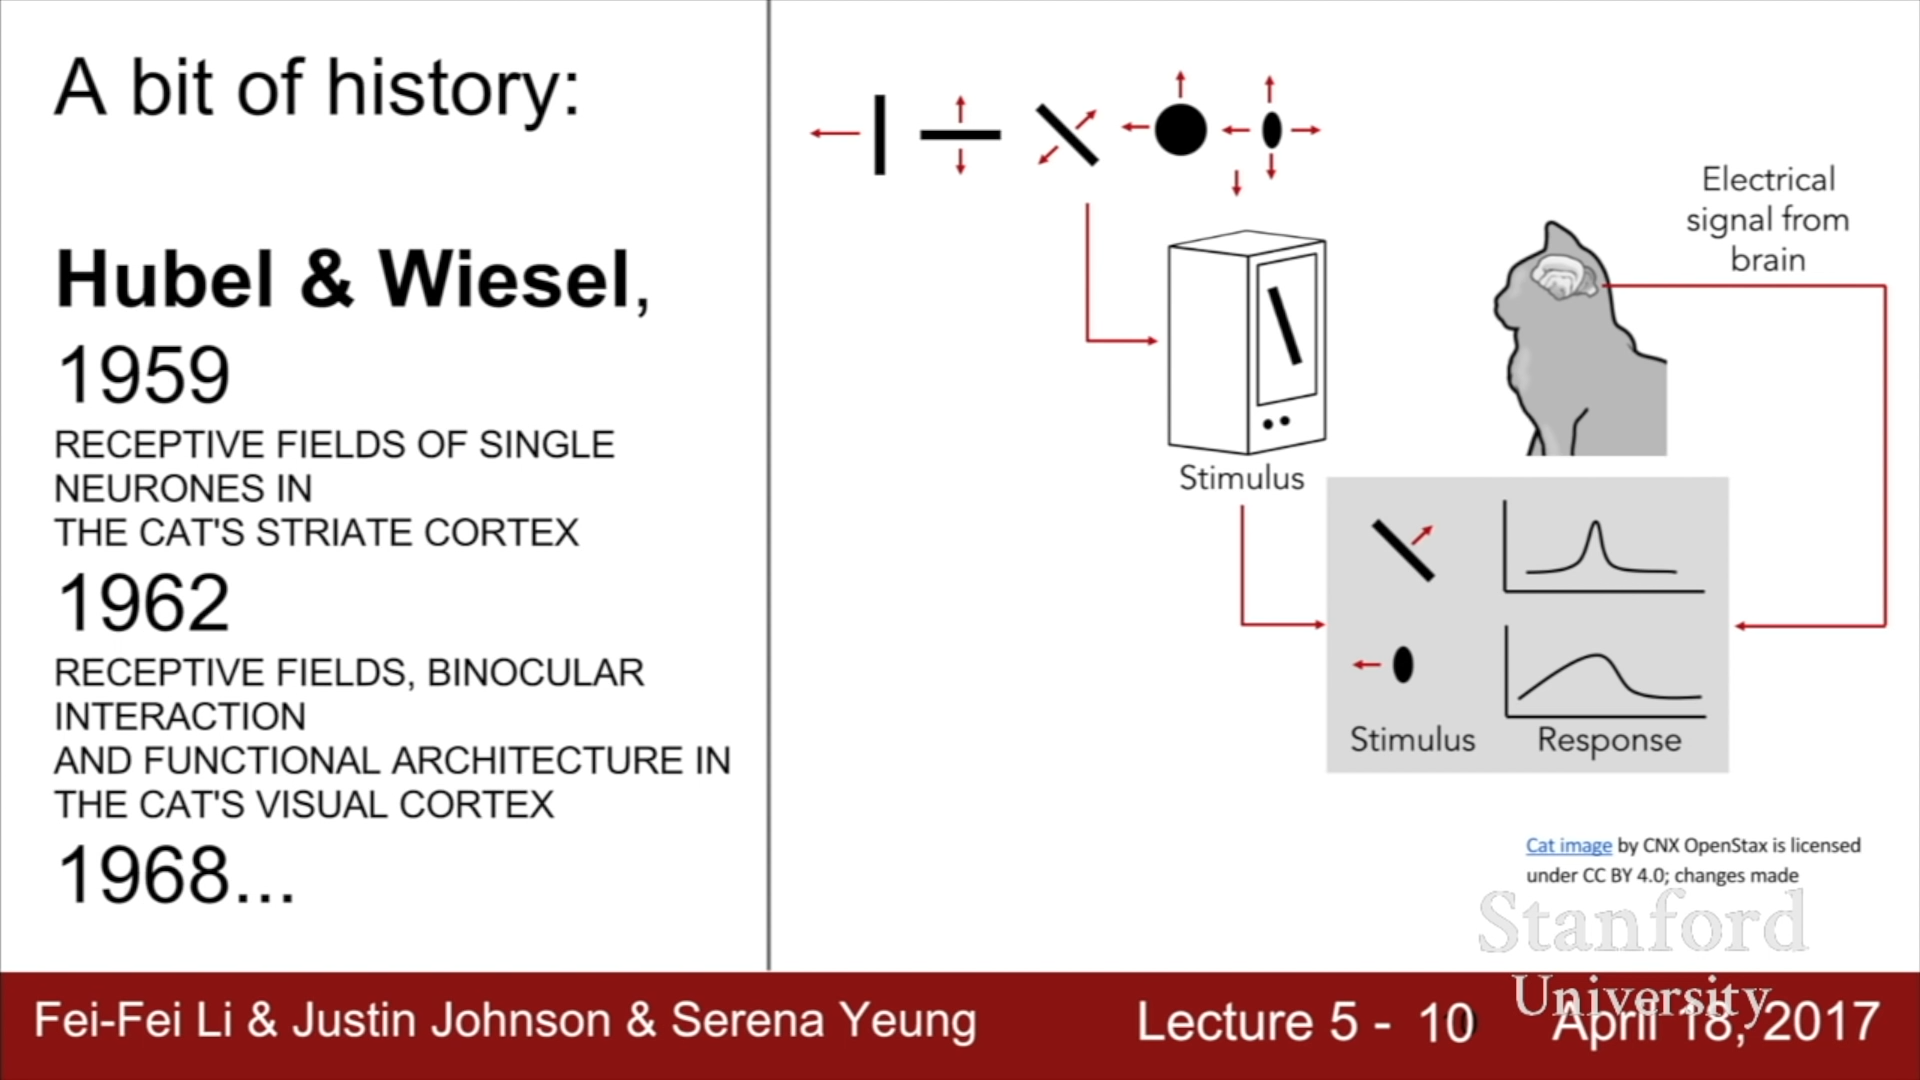 A bit of history:
Hubel & Wiesel,
1959
RECEPTIVE FIELDS OF SINGLE
NEURONES IN
THE CAT'S STRIATE CORTEX
1962
RECEPTIVE FIELDS, BINOCULAR
INTERACTION
AND FUNCTIONAL ARCHITECTURE IN
THE CAT'S VISUAL CORTEX
1968...
Electrical
signal from
brain
Stimulus
Stimulus
Response
Cat image by CNX OpenStax is licensed
under CC BY 4.0; changes made
Stanford
University
Fei-Fei Li & Justin Johnson & Serena Yeung
Lecture 5 - 10
April 18, 2017